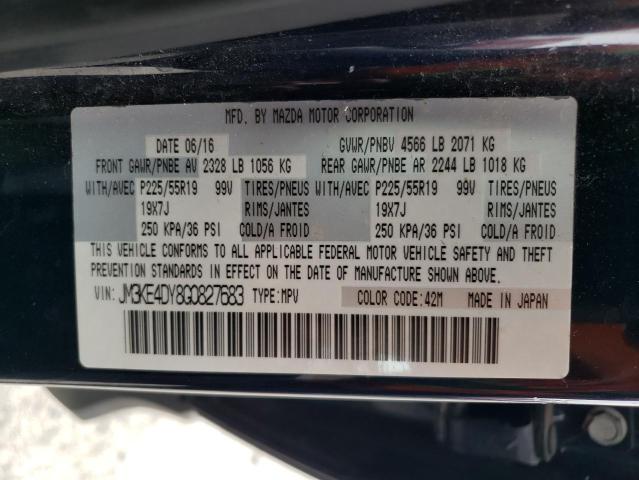 MFD. BY MAZDA MOTOR CORPORATION
DATE 06/16 GVWR/PNBV 4566 LB 2071 KG
FRONT GAWR/PNBE AV 2328 LB 1056 KG REAR GAWR/PNBE AR 2244 LB 1018 KG
WITH/AVEC P225/55R19 99V TIRES/PNEUS WITH/AVEC P225/55R19 99V TIRES/PNEUS
19X7J RIMS/JANTES 19X7J RIMS/JANTES
250 KPA/36 PSI COLD/A FROID 250 KPA/36 PSI COLD/A FROID
THIS VEHICLE CONFORMS TO ALL APPLICABLE FEDERAL MOTOR VEHICLE SAFETY AND THEFT
PREVENTION STANDARDS IN EFFECT ON THE DATE OF MANUFACTURE SHOWN ABOVE.
VIN: JM3KE4DY8G0827683 TYPE:MPV COLOR CODE:42M MADE IN JAPAN